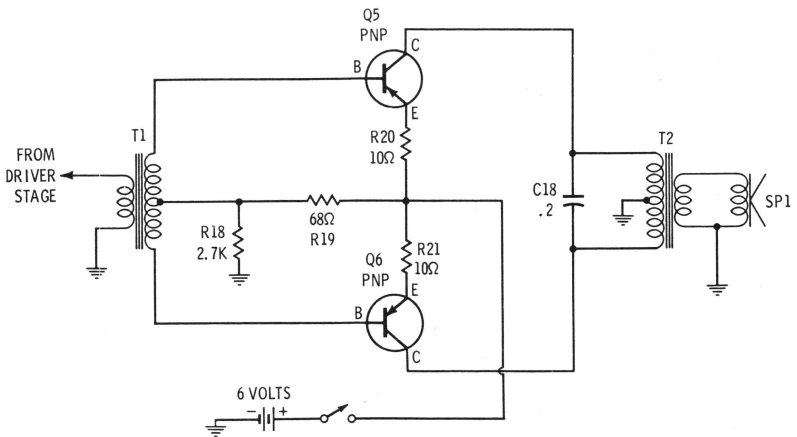 Q5
PNP
C
B
E
T1
R20
10Ω
T2
FROM
DRIVER
STAGE
C18
.2
SP1
68Ω
R19
R18
2.7K
R21
10Ω
Q6
PNP
E
B
C
6 VOLTS
- +